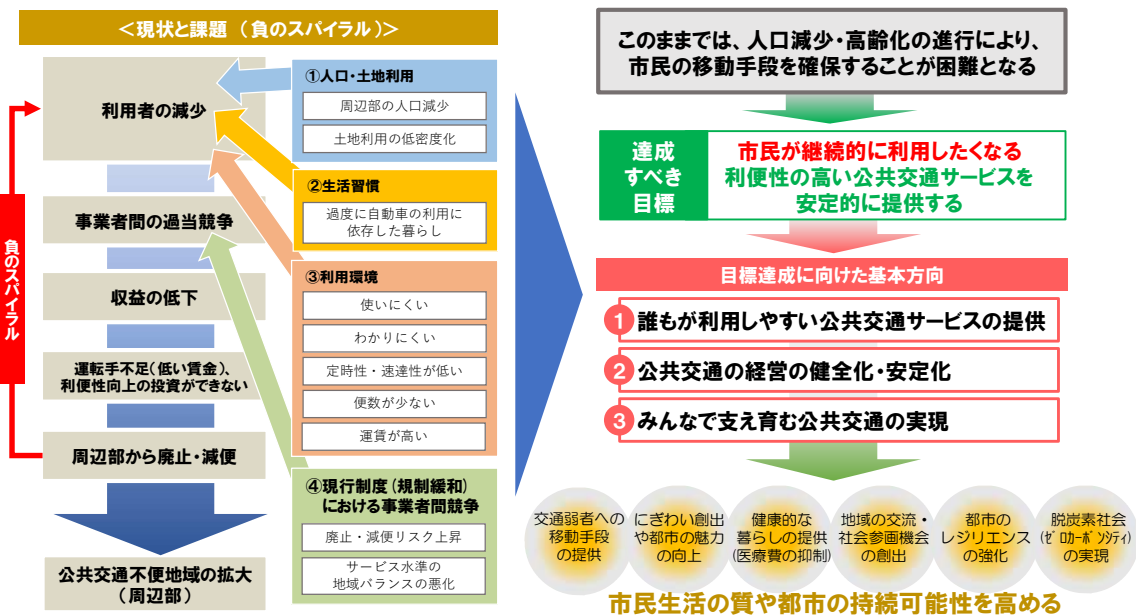 ＜現状と課題 （負のスパイラル）＞
利用者の減少
事業者間の過当競争
収益の低下
運転手不足（低い賃金）、
利便性向上の投資ができない
周辺部から廃止・減便
公共交通不便地域の拡大
（周辺部）
負のスパイラル
①人口・土地利用
周辺部の人口減少
土地利用の低密度化
②生活習慣
過度に自動車の利用に
依存した暮らし
③利用環境
使いにくい
わかりにくい
定時性・速達性が低い
便数が少ない
運賃が高い
④現行制度（規制緩和）
における事業者間競争
廃止・減便リスク上昇
サービス水準の
地域バランスの悪化
このままでは、人口減少・高齢化の進行により、
市民の移動手段を確保することが困難となる
達成
すべき
目標
市民が継続的に利用したくなる
利便性の高い公共交通サービスを
安定的に提供する
目標達成に向けた基本方向
1 誰もが利用しやすい公共交通サービスの提供
2 公共交通の経営の健全化・安定化
3 みんなで支え育む公共交通の実現
交通弱者への
移動手段
の提供
にぎわい創出
や都市の魅力
の向上
健康的な
暮らしの提供
(医療費の抑制)
地域の交流・
社会参画機会
の創出
都市の
レジリエンス
の強化
脱炭素社会
(ｾﾞﾛｶｰﾎﾞﾝｼﾃｨ)
の実現
市民生活の質や都市の持続可能性を高める